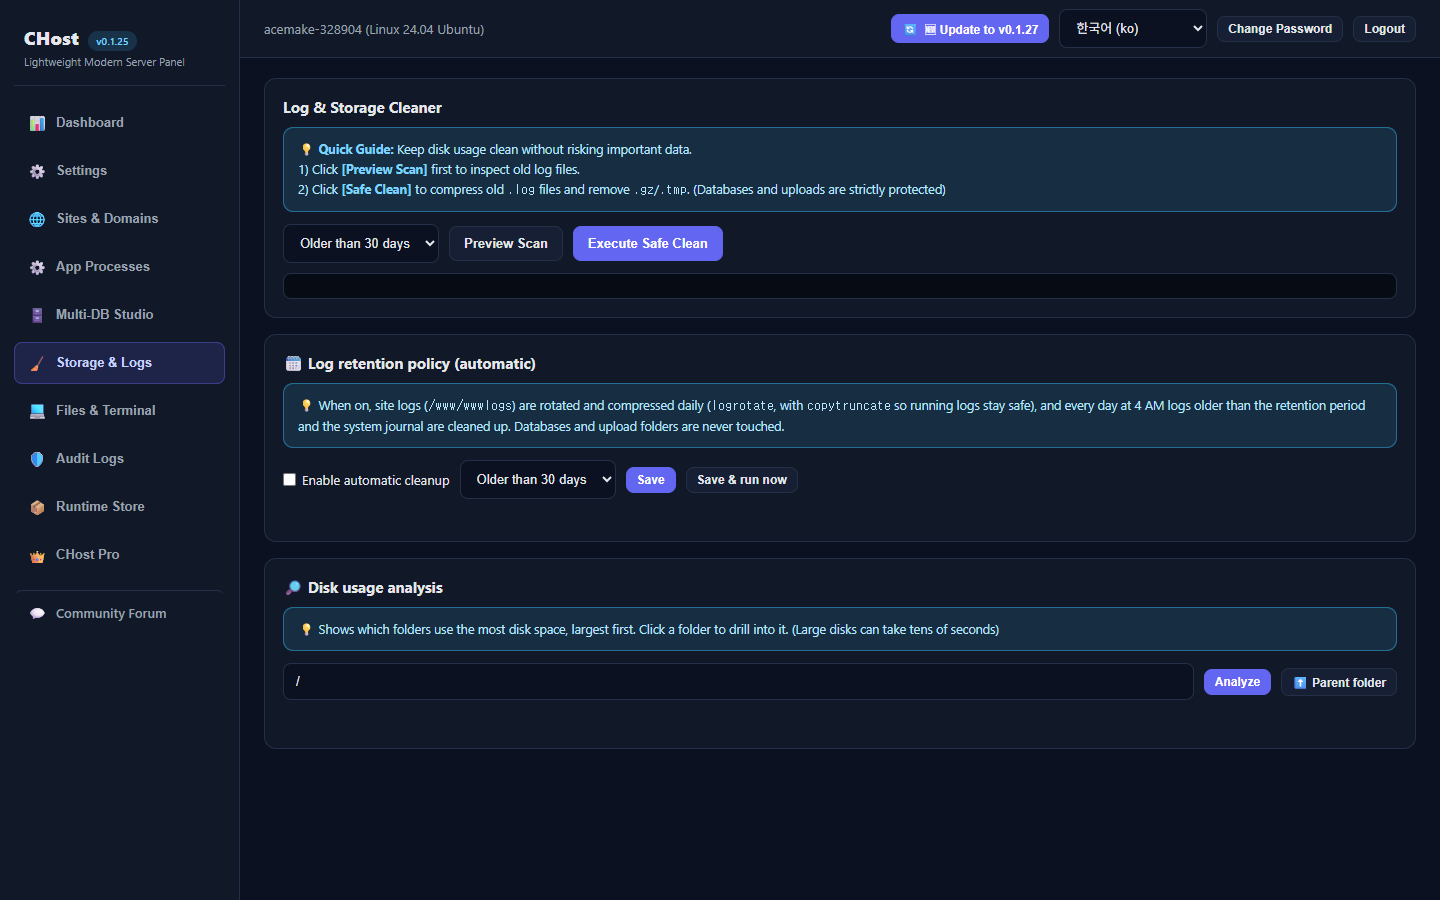 CHost v0.1.25
Lightweight Modern Server Panel
Dashboard
Settings
Sites & Domains
App Processes
Multi-DB Studio
Storage & Logs
Files & Terminal
Audit Logs
Runtime Store
CHost Pro
Community Forum
acemake-328904 (Linux 24.04 Ubuntu)
🔄 🆕 Update to v0.1.27
한국어 (ko)
Change Password
Logout
Log & Storage Cleaner
💡 Quick Guide: Keep disk usage clean without risking important data.
1) Click [Preview Scan] first to inspect old log files.
2) Click [Safe Clean] to compress old .log files and remove .gz/.tmp. (Databases and uploads are strictly protected)
Older than 30 days
Preview Scan
Execute Safe Clean
Log retention policy (automatic)
💡 When on, site logs (/www/wwwlogs) are rotated and compressed daily (logrotate, with copytruncate so running logs stay safe), and every day at 4 AM logs older than the retention period
and the system journal are cleaned up. Databases and upload folders are never touched.
Enable automatic cleanup
Older than 30 days
Save
Save & run now
Disk usage analysis
💡 Shows which folders use the most disk space, largest first. Click a folder to drill into it. (Large disks can take tens of seconds)
/
Analyze
⬆️ Parent folder